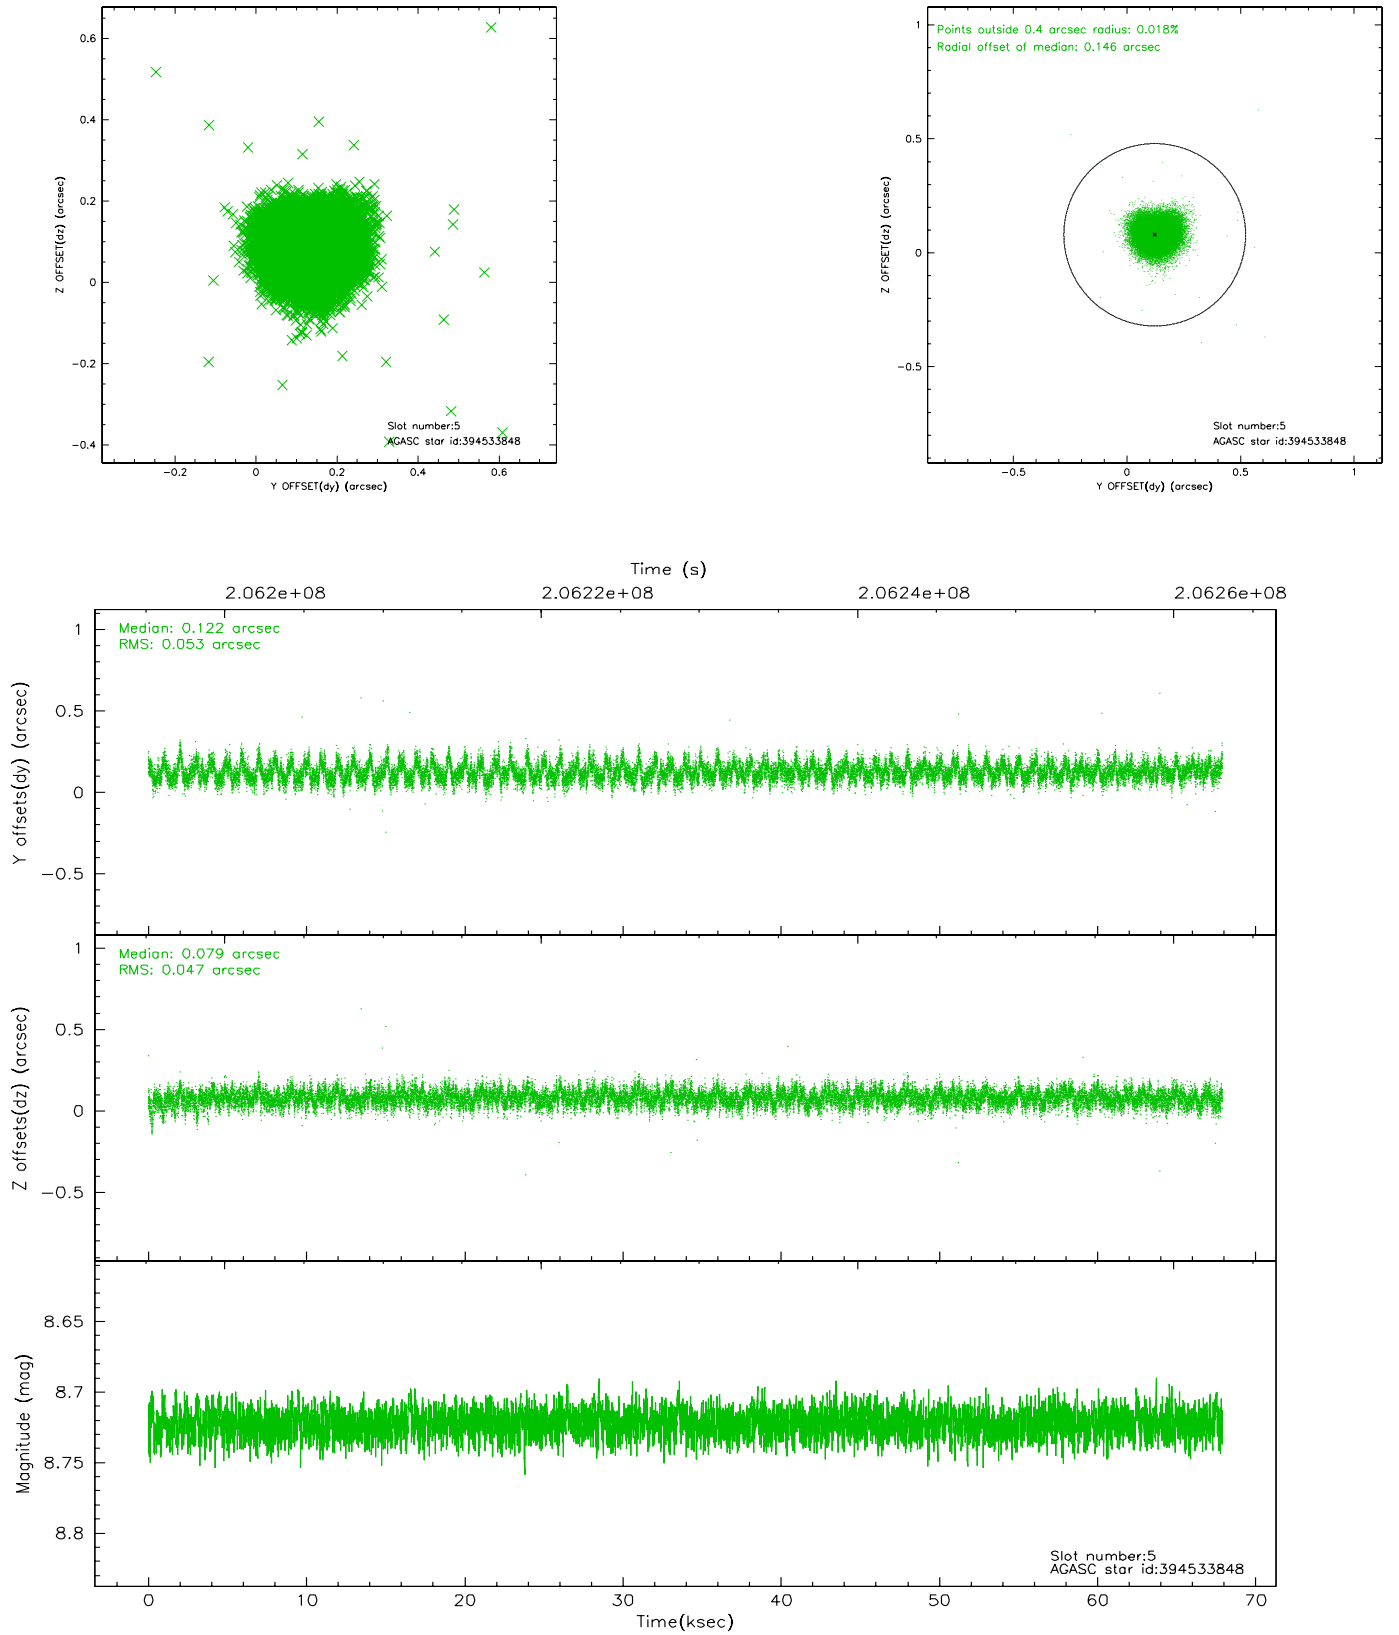 0.6
0.4
0.2
0
−0.2
−0.4
Z OFFSET(dz) (arcsec)
−0.2 0 0.2 0.4 0.6
Y OFFSET(dy) (arcsec)
Slot number:5
AGASC star id:394533848
Points outside 0.4 arcsec radius: 0.018%
Radial offset of median: 0.146 arcsec
1
0.5
0
−0.5
Z OFFSET(dz) (arcsec)
−0.5 0 0.5 1
Y OFFSET(dy) (arcsec)
Slot number:5
AGASC star id:394533848
Time (s)
2.062e+08 2.0622e+08 2.0624e+08 2.0626e+08
Median: 0.122 arcsec
RMS: 0.053 arcsec
1
0.5
0
−0.5
Y offsets(dy) (arcsec)
Median: 0.079 arcsec
RMS: 0.047 arcsec
1
0.5
0
−0.5
Z offsets(dz) (arcsec)
8.65
8.7
8.75
8.8
Magnitude (mag)
Slot number:5
AGASC star id:394533848
0 10 20 30 40 50 60 70
Time(ksec)